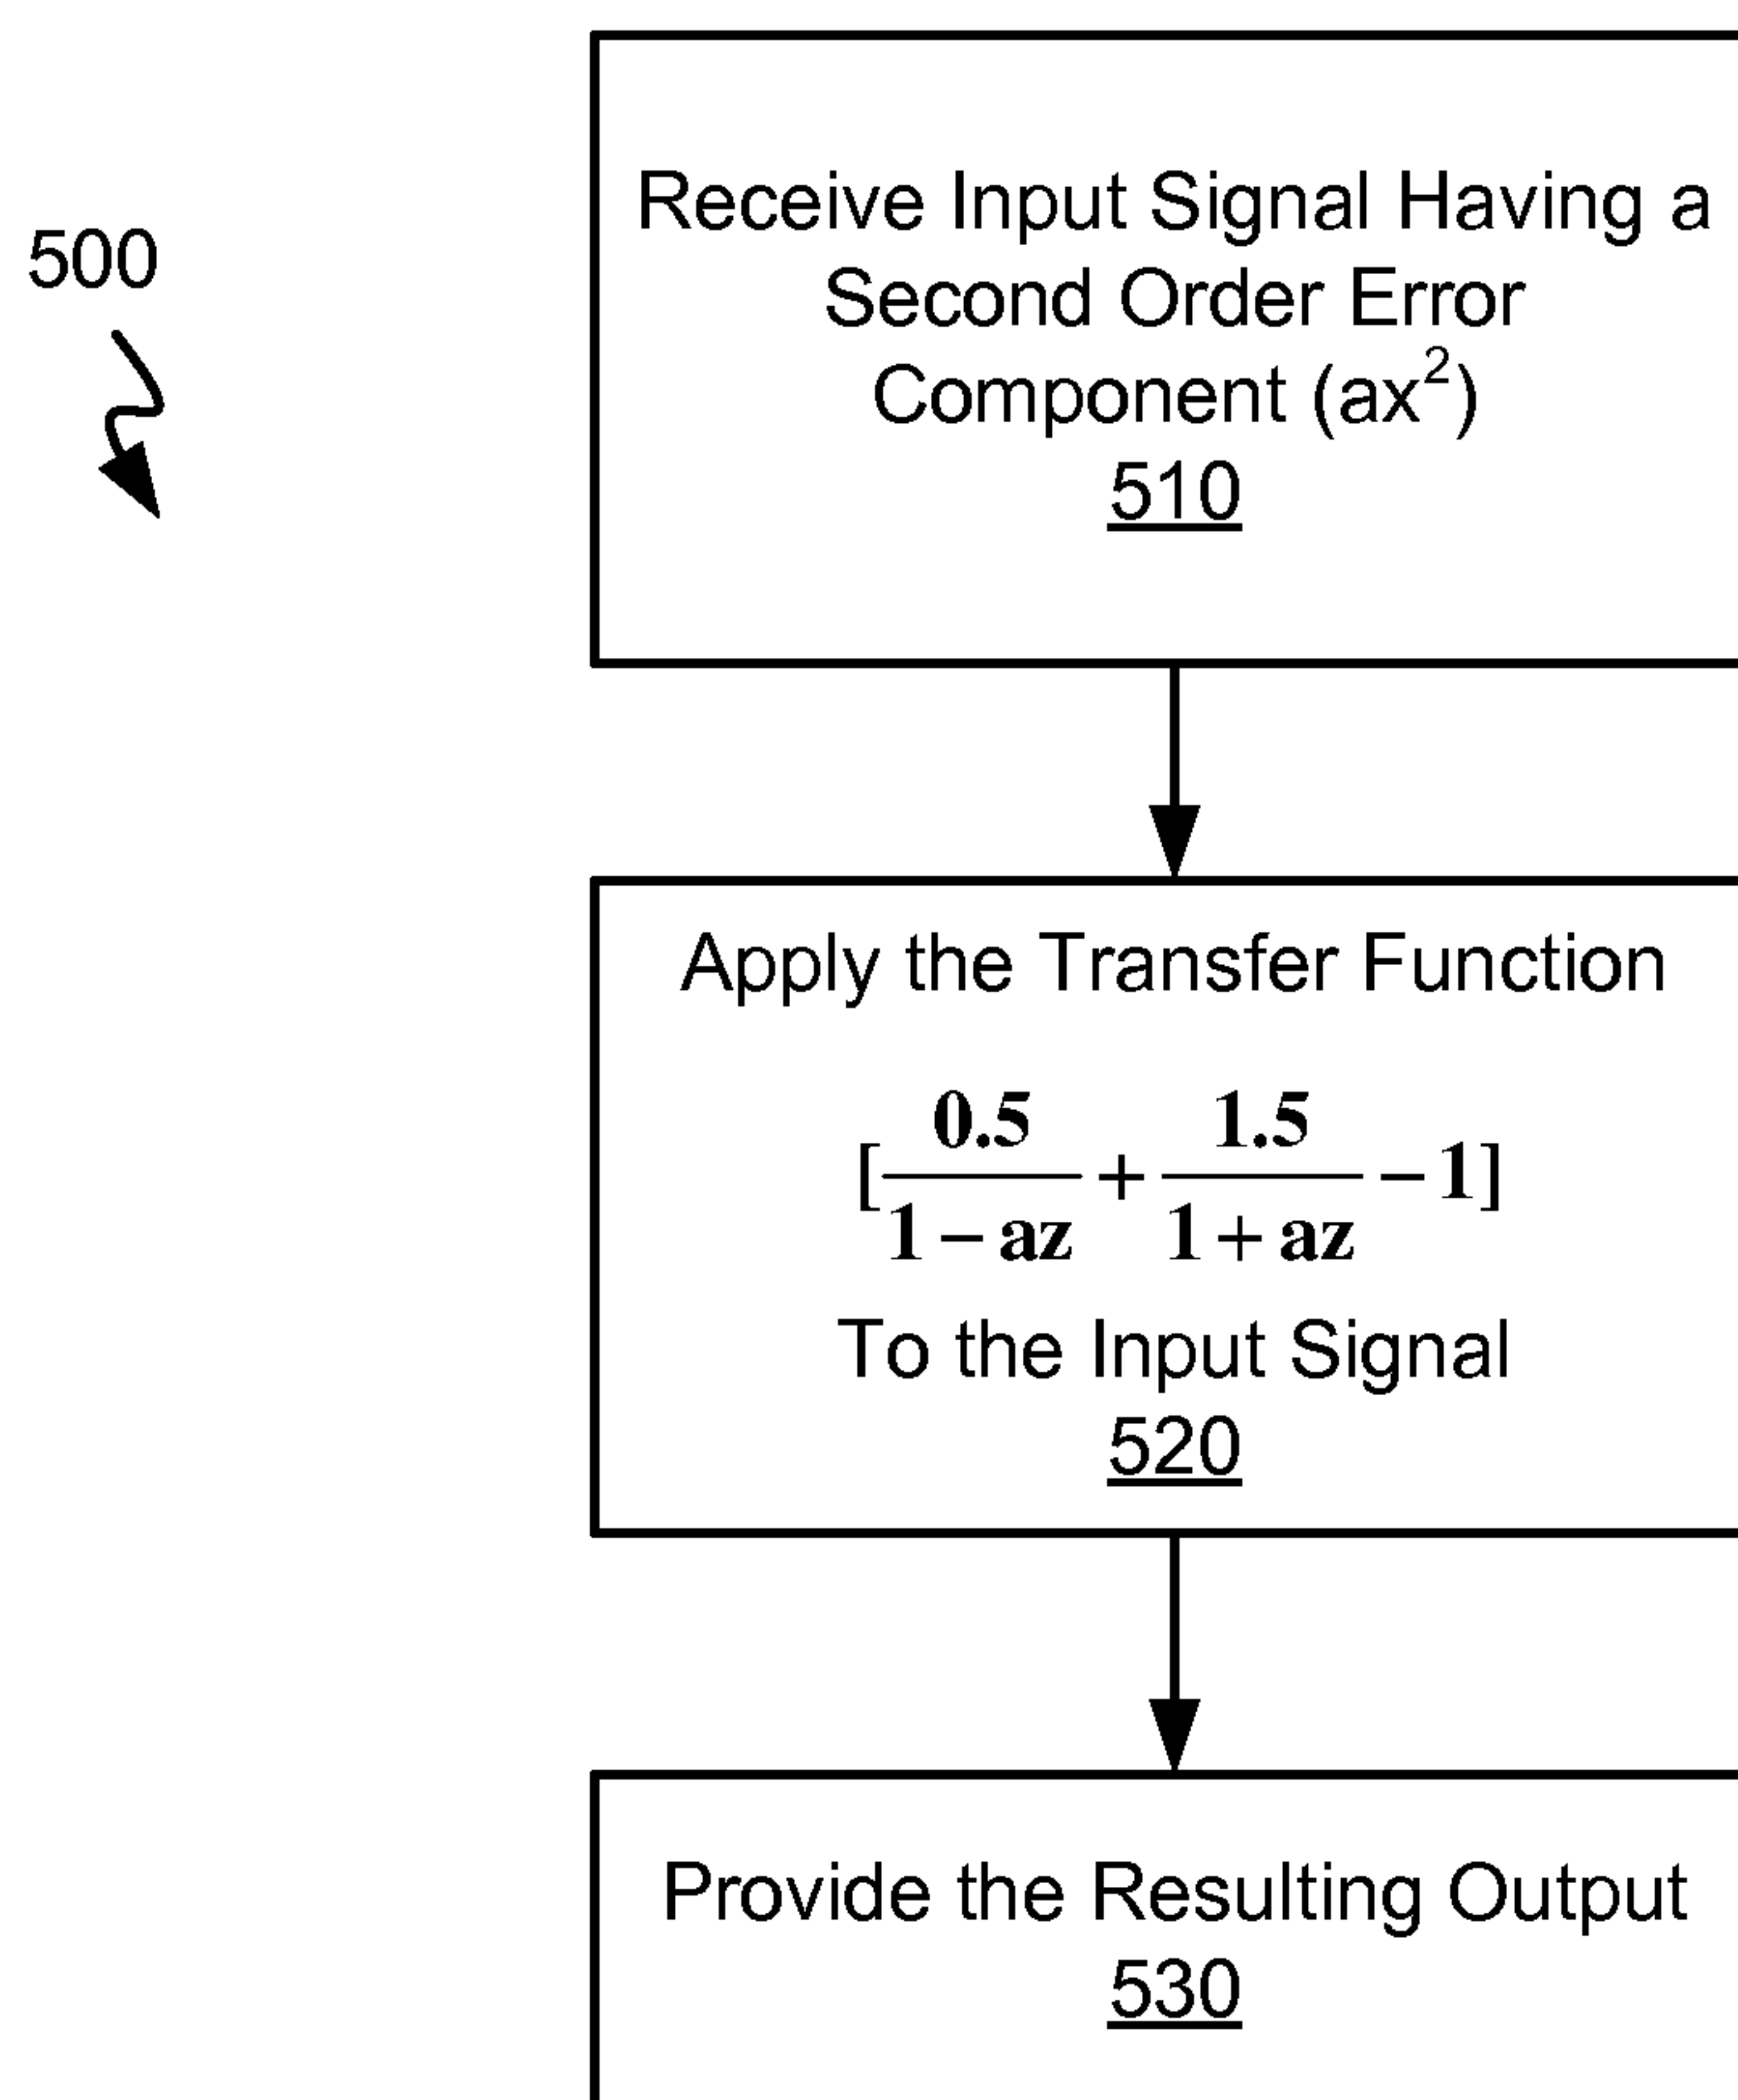 500
Receive Input Signal Having a
Second Order Error
Component (ax²)
510
Apply the Transfer Function
[0.5/(1 − az) + 1.5/(1 + az) − 1]
To the Input Signal
520
Provide the Resulting Output
530